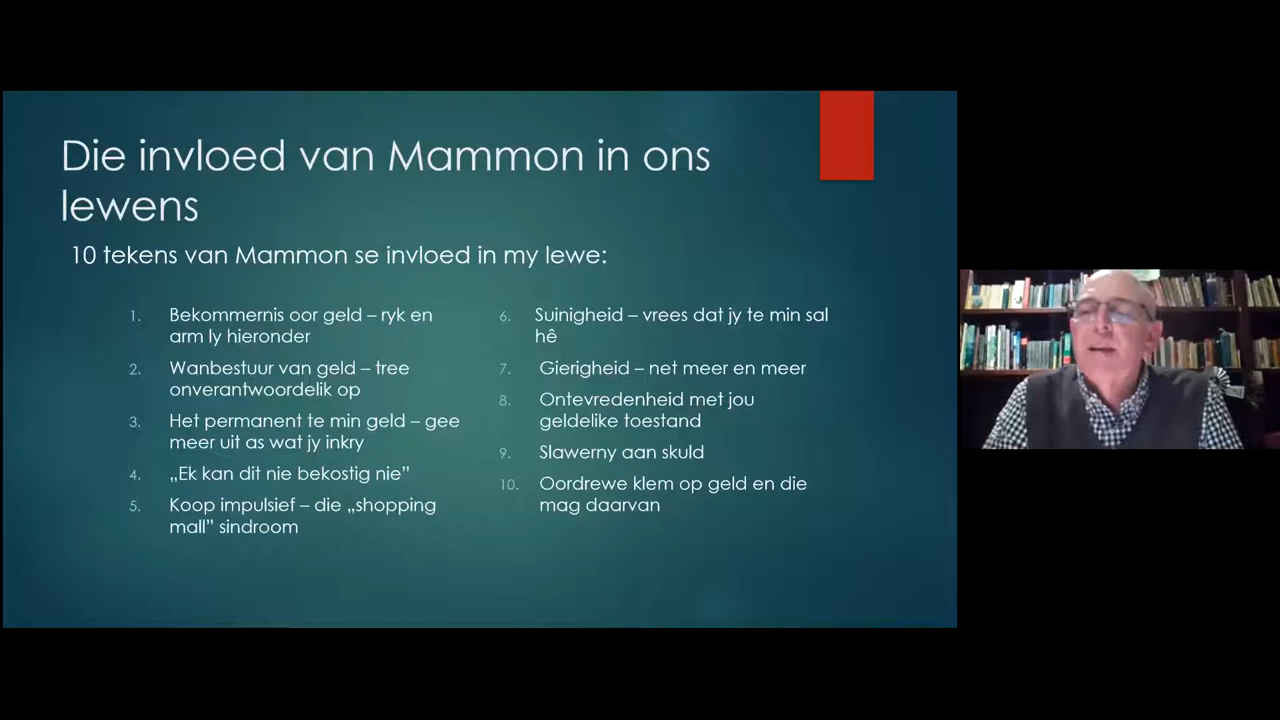 Die invloed van Mammon in ons
lewens
10 tekens van Mammon se invloed in my lewe:
1. Bekommernis oor geld – ryk en
arm ly hieronder
2. Wanbestuur van geld – tree
onverantwoordelik op
3. Het permanent te min geld – gee
meer uit as wat jy inkry
4. „Ek kan dit nie bekostig nie”
5. Koop impulsief – die „shopping
mall” sindroom
6. Suinigheid – vrees dat jy te min sal
hê
7. Gierigheid – net meer en meer
8. Ontevredenheid met jou
geldelike toestand
9. Slawerny aan skuld
10. Oordrewe klem op geld en die
mag daarvan